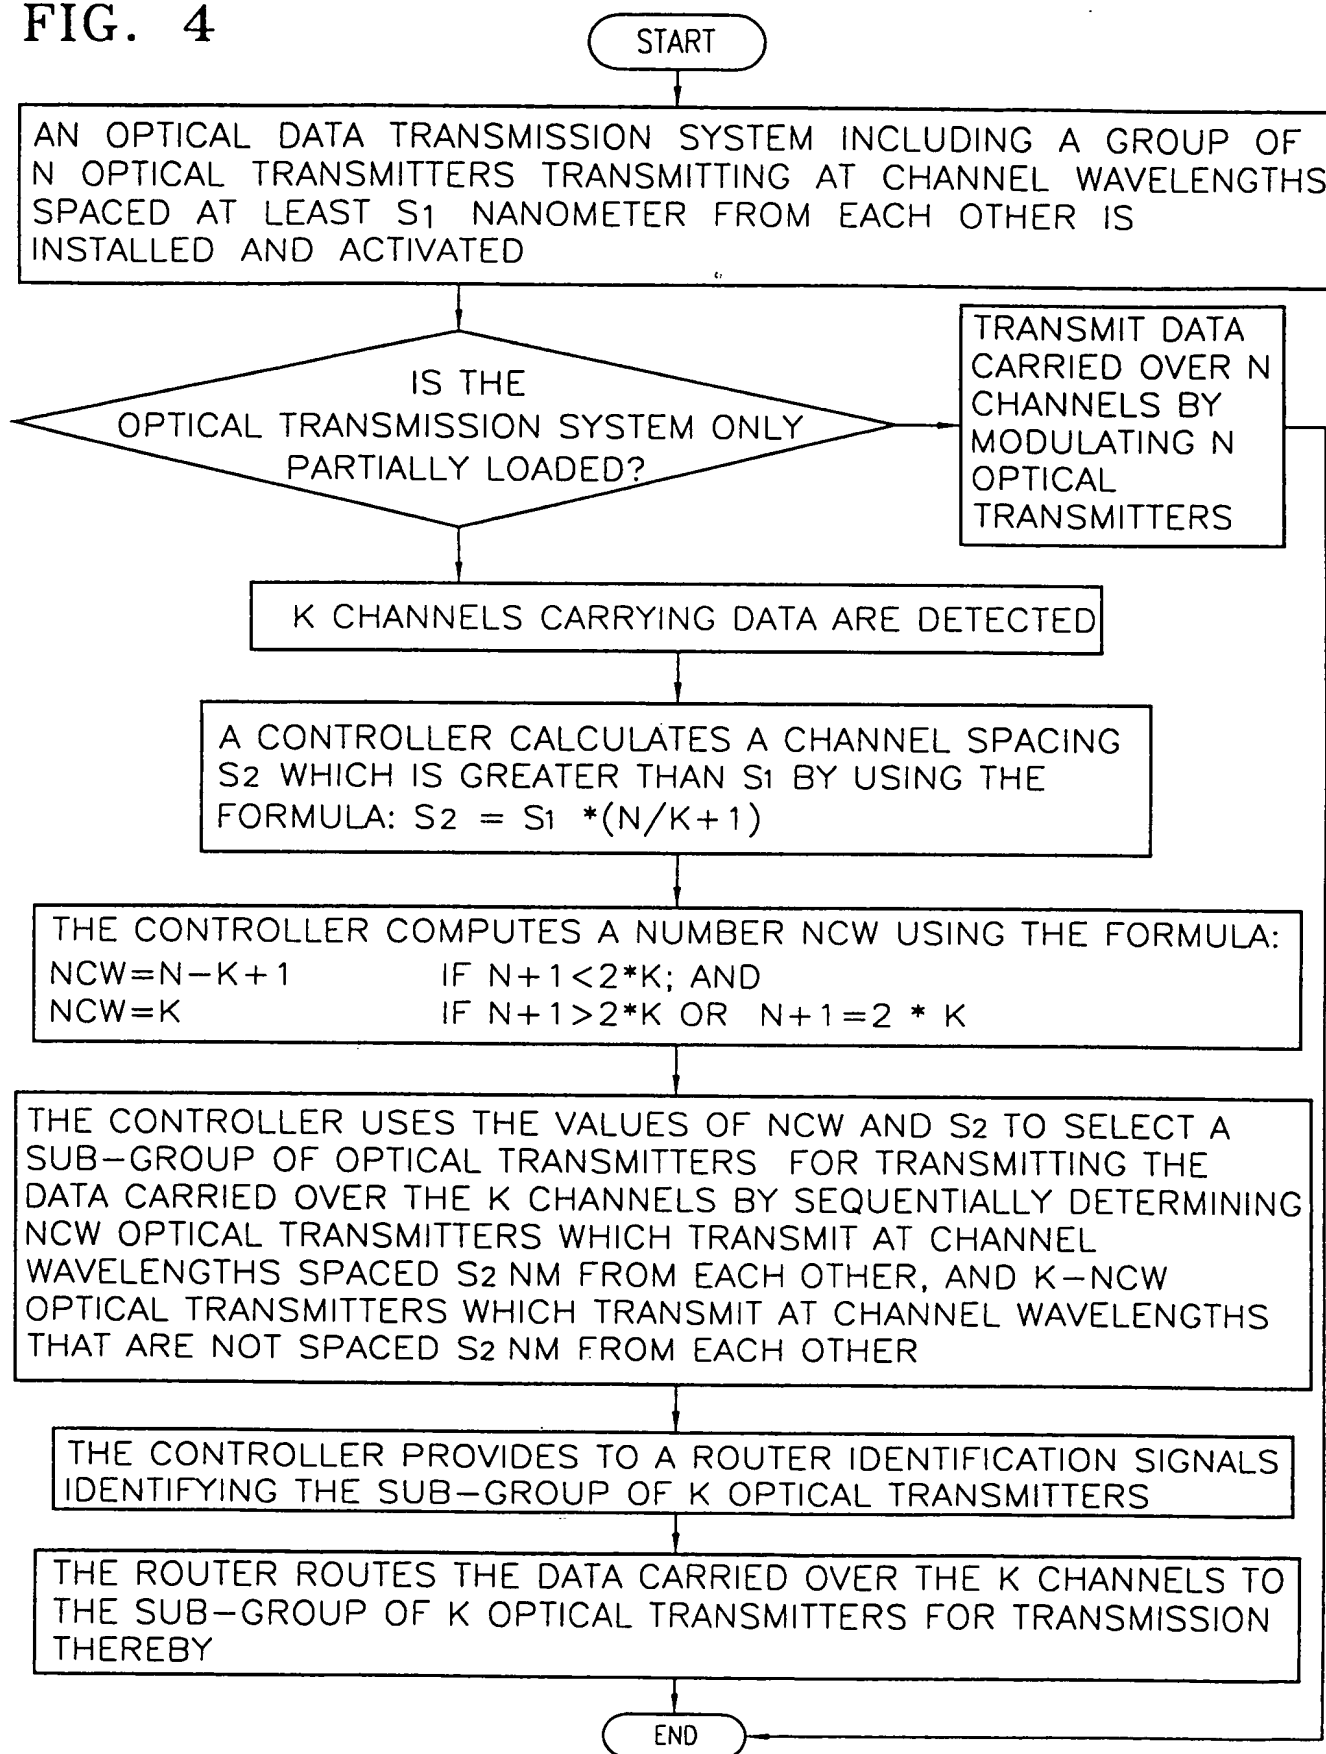 FIG. 4
START
AN OPTICAL DATA TRANSMISSION SYSTEM INCLUDING A GROUP OF
N OPTICAL TRANSMITTERS TRANSMITTING AT CHANNEL WAVELENGTHS
SPACED AT LEAST S1 NANOMETER FROM EACH OTHER IS
INSTALLED AND ACTIVATED
IS THE
OPTICAL TRANSMISSION SYSTEM ONLY
PARTIALLY LOADED?
TRANSMIT DATA
CARRIED OVER N
CHANNELS BY
MODULATING N
OPTICAL
TRANSMITTERS
K CHANNELS CARRYING DATA ARE DETECTED
A CONTROLLER CALCULATES A CHANNEL SPACING
S2 WHICH IS GREATER THAN S1 BY USING THE
FORMULA: S2 = S1 *(N/K+1)
THE CONTROLLER COMPUTES A NUMBER NCW USING THE FORMULA:
NCW=N-K+1 IF N+1<2*K; AND
NCW=K IF N+1>2*K OR N+1=2 * K
THE CONTROLLER USES THE VALUES OF NCW AND S2 TO SELECT A
SUB-GROUP OF OPTICAL TRANSMITTERS FOR TRANSMITTING THE
DATA CARRIED OVER THE K CHANNELS BY SEQUENTIALLY DETERMINING
NCW OPTICAL TRANSMITTERS WHICH TRANSMIT AT CHANNEL
WAVELENGTHS SPACED S2 NM FROM EACH OTHER, AND K-NCW
OPTICAL TRANSMITTERS WHICH TRANSMIT AT CHANNEL WAVELENGTHS
THAT ARE NOT SPACED S2 NM FROM EACH OTHER
THE CONTROLLER PROVIDES TO A ROUTER IDENTIFICATION SIGNALS
IDENTIFYING THE SUB-GROUP OF K OPTICAL TRANSMITTERS
THE ROUTER ROUTES THE DATA CARRIED OVER THE K CHANNELS TO
THE SUB-GROUP OF K OPTICAL TRANSMITTERS FOR TRANSMISSION
THEREBY
END